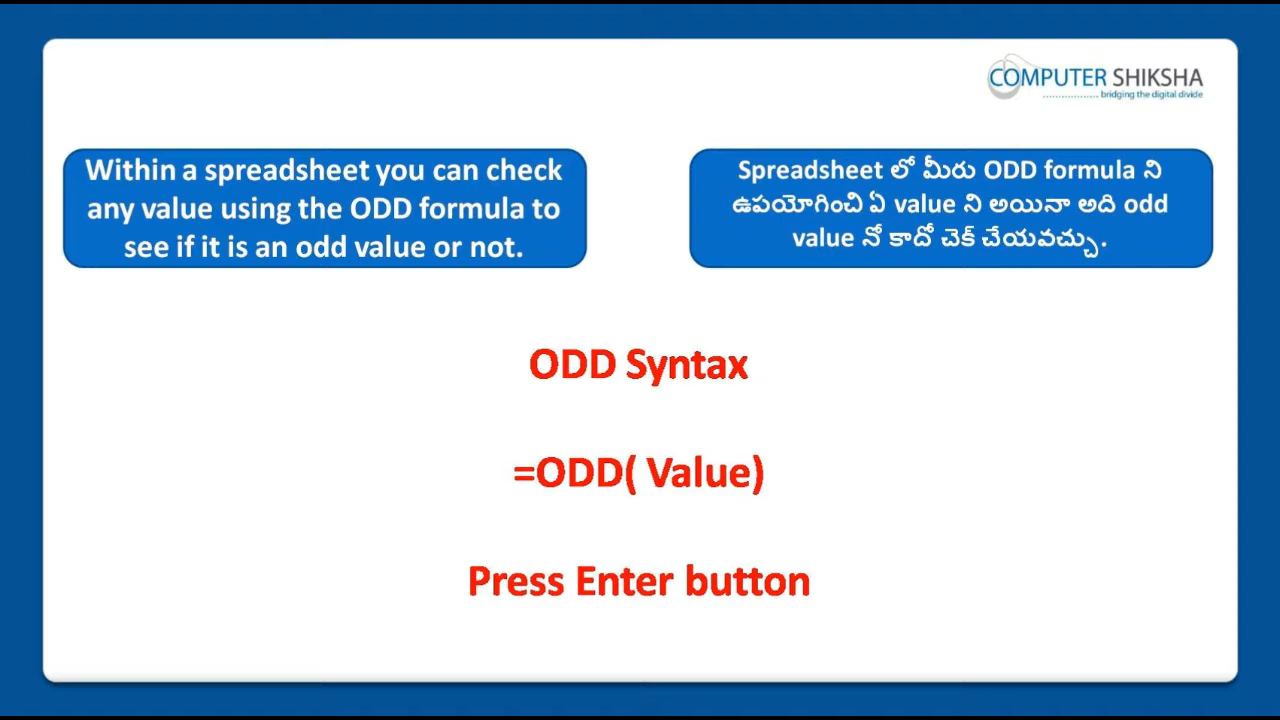 COMPUTER SHIKSHA
bridging the digital divide
Within a spreadsheet you can check
any value using the ODD formula to
see if it is an odd value or not.
Spreadsheet లో మీరు ODD formula ని
ఉపయోగించి ఏ value ని అయినా అది odd
value నో కాదో చెక్ చేయవచ్చు.
ODD Syntax
=ODD( Value)
Press Enter button